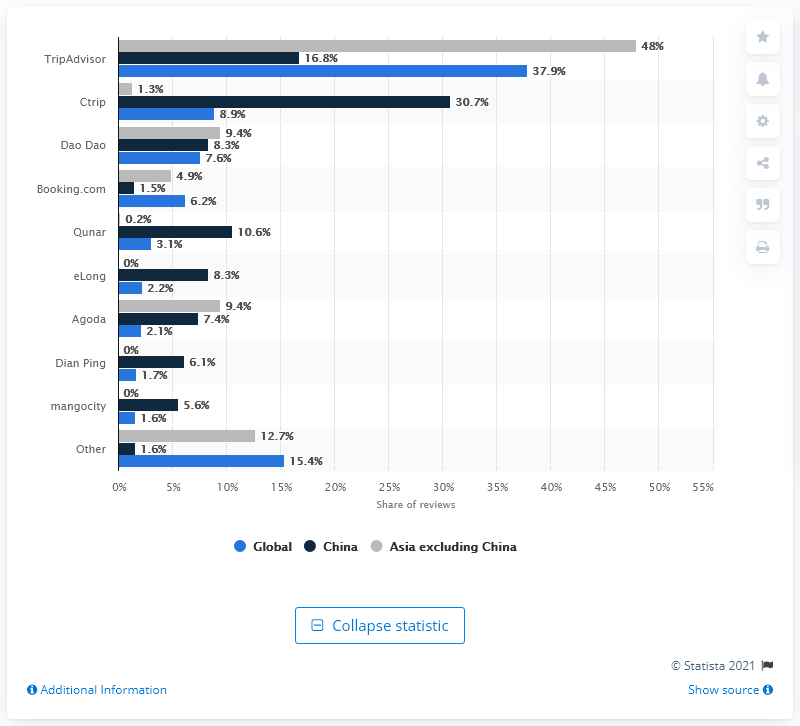 TripAdvisor
48%
16.8%
37.9%
Ctrip
1.3%
30.7%
8.9%
Dao Dao
9.4%
8.3%
7.6%
Booking.com
4.9%
1.5%
6.2%
Qunar
0.2%
10.6%
3.1%
eLong
0%
8.3%
2.2%
Agoda
9.4%
7.4%
2.1%
Dian Ping
0%
6.1%
1.7%
mangocity
0%
5.6%
1.6%
Other
12.7%
1.6%
15.4%
0% 5% 10% 15% 20% 25% 30% 35% 40% 45% 50% 55%
Share of reviews
Global China Asia excluding China
Collapse statistic
© Statista 2021
Additional Information Show source